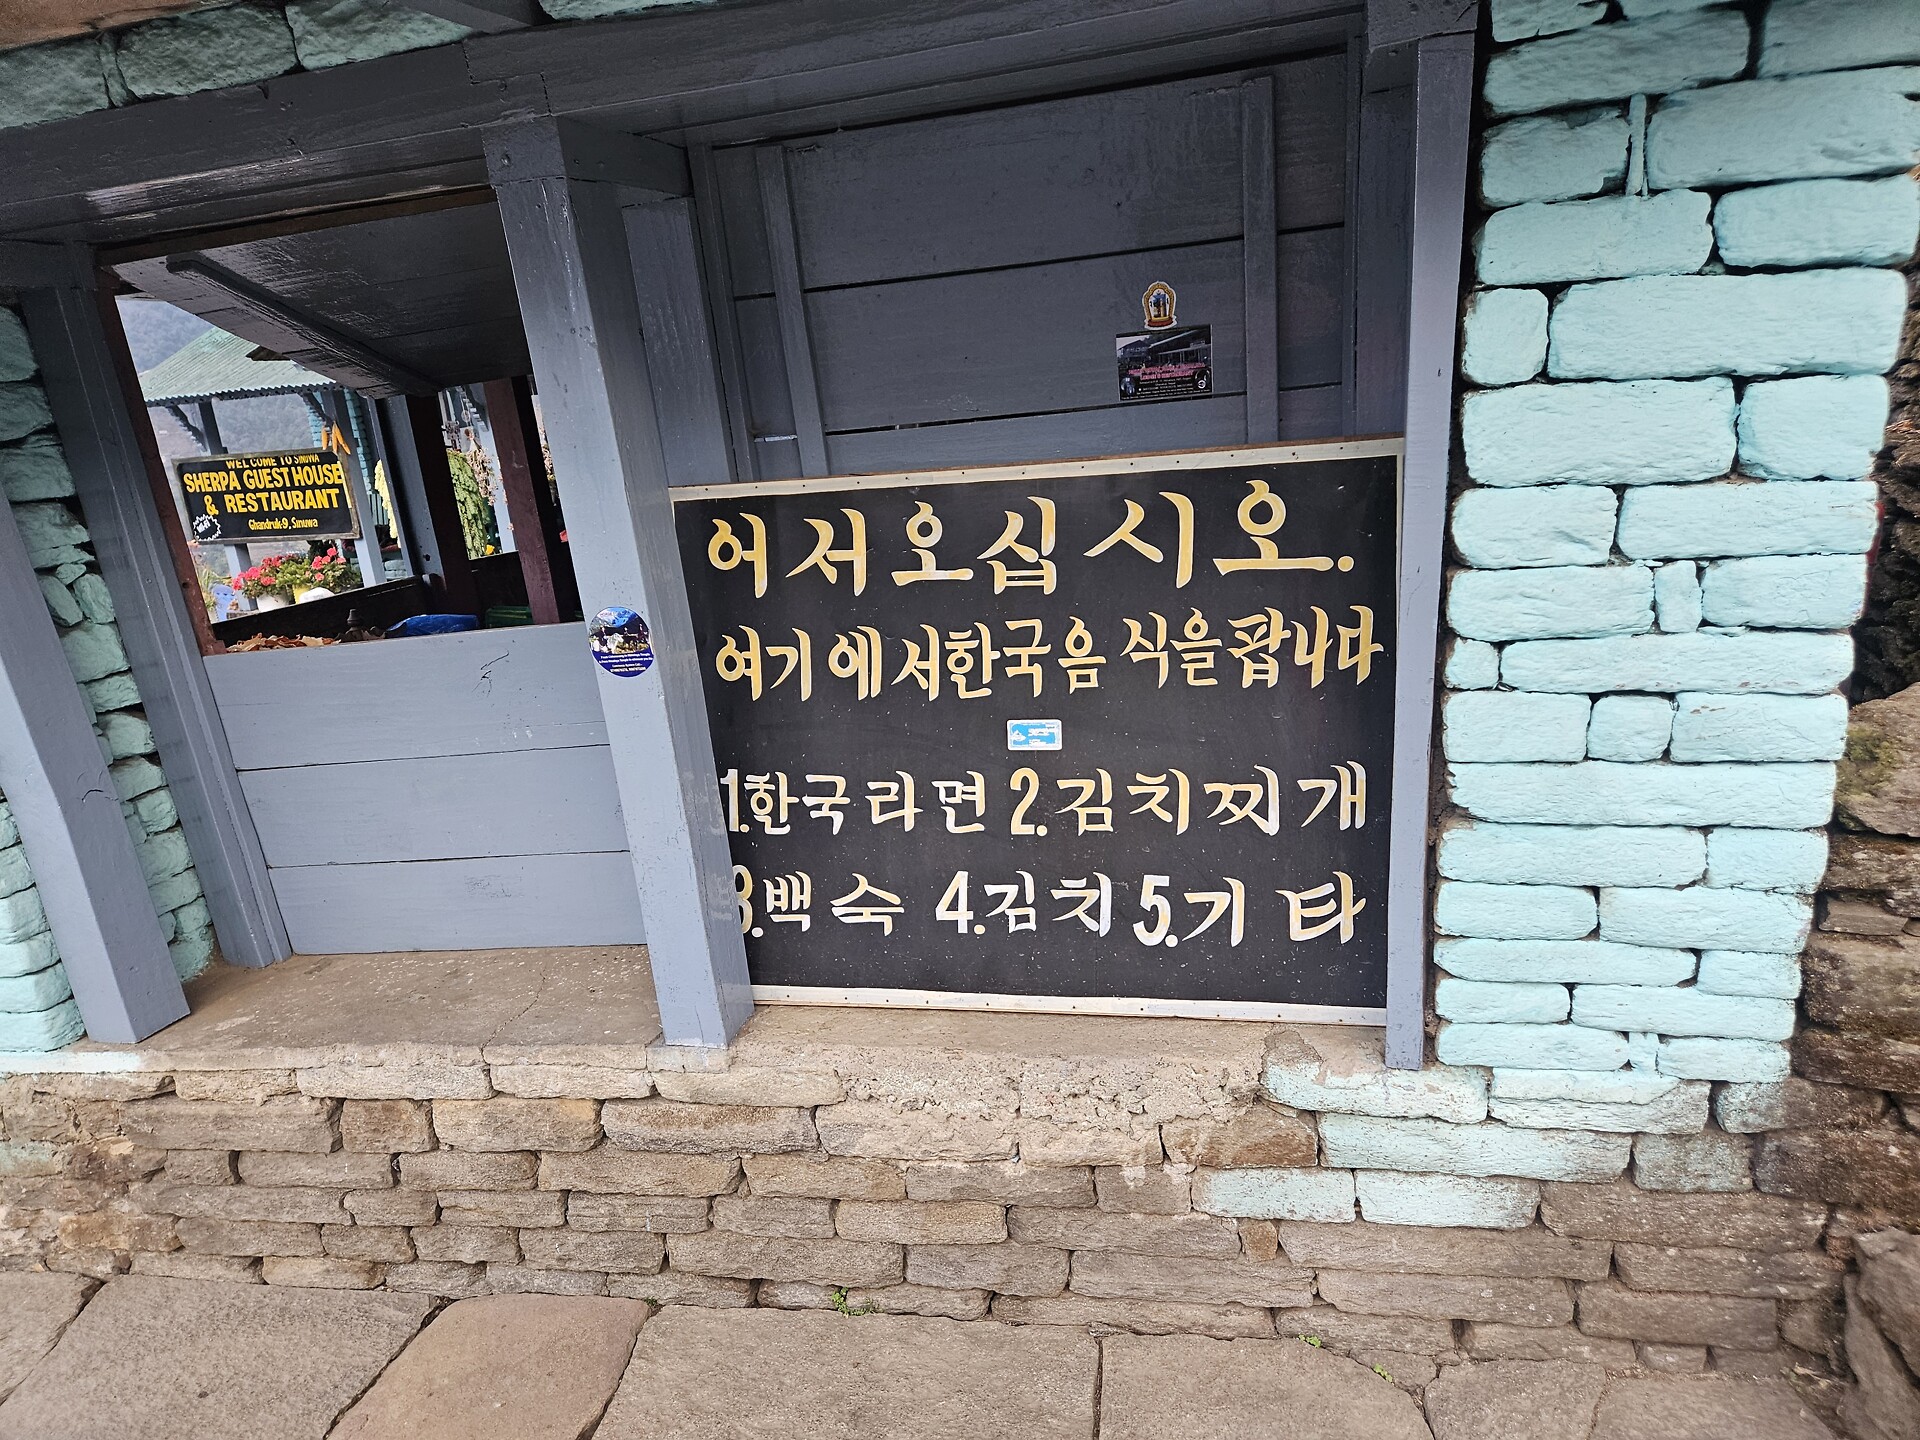 WELCOME TO SINUWA
SHERPA GUEST HOUSE
& RESTAURANT
Ghandruk-9, Sinuwa
어서오십시오.
여기에서한국음식을팝니다
1.한국라면 2.김치찌개
3.백숙 4.김치 5.기타